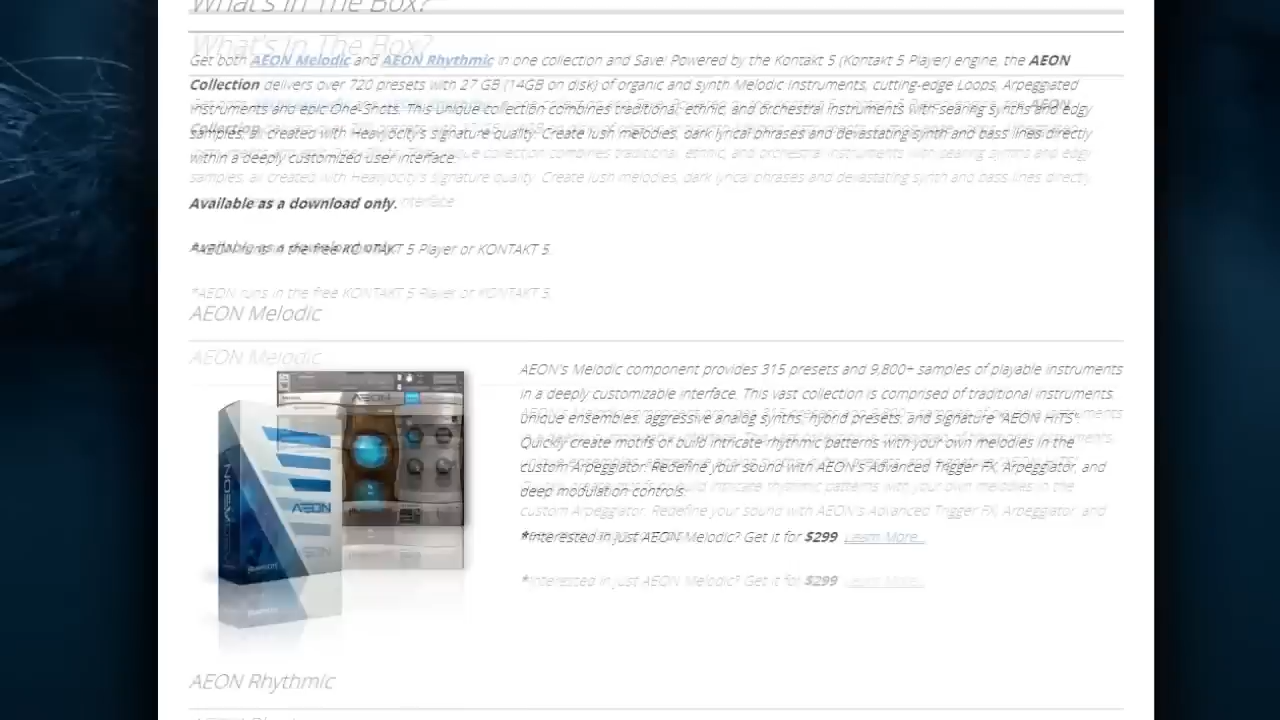 What's In The Box?
Get both AEON Melodic and AEON Rhythmic in one collection and Save! Powered by the Kontakt 5 (Kontakt 5 Player) engine, the AEON
Collection delivers over 720 presets with 27 GB (14GB on disk) of organic and synth Melodic Instruments, cutting-edge Loops, Arpeggiated
Instruments and epic One-Shots. This unique collection combines traditional, ethnic, and orchestral instruments with searing synths and edgy
samples, all created with Heavyocity's signature quality. Create lush melodies, dark lyrical phrases and devastating synth and bass lines directly
within a deeply customized user interface.
Available as a download only.
*AEON runs in the free KONTAKT 5 Player or KONTAKT 5.
AEON Melodic
AEON's Melodic component provides 315 presets and 9,800+ samples of playable instruments
in a deeply customizable interface. This vast collection is comprised of traditional instruments,
unique ensembles, aggressive analog synths, hybrid presets, and signature "AEON HITS".
Quickly create motifs or build intricate rhythmic patterns with your own melodies in the
custom Arpeggiator. Redefine your sound with AEON's Advanced Trigger FX, Arpeggiator, and
deep modulation controls.
*Interested in just AEON Melodic? Get it for $299 Learn More...
AEON
AEON
AEON Rhythmic